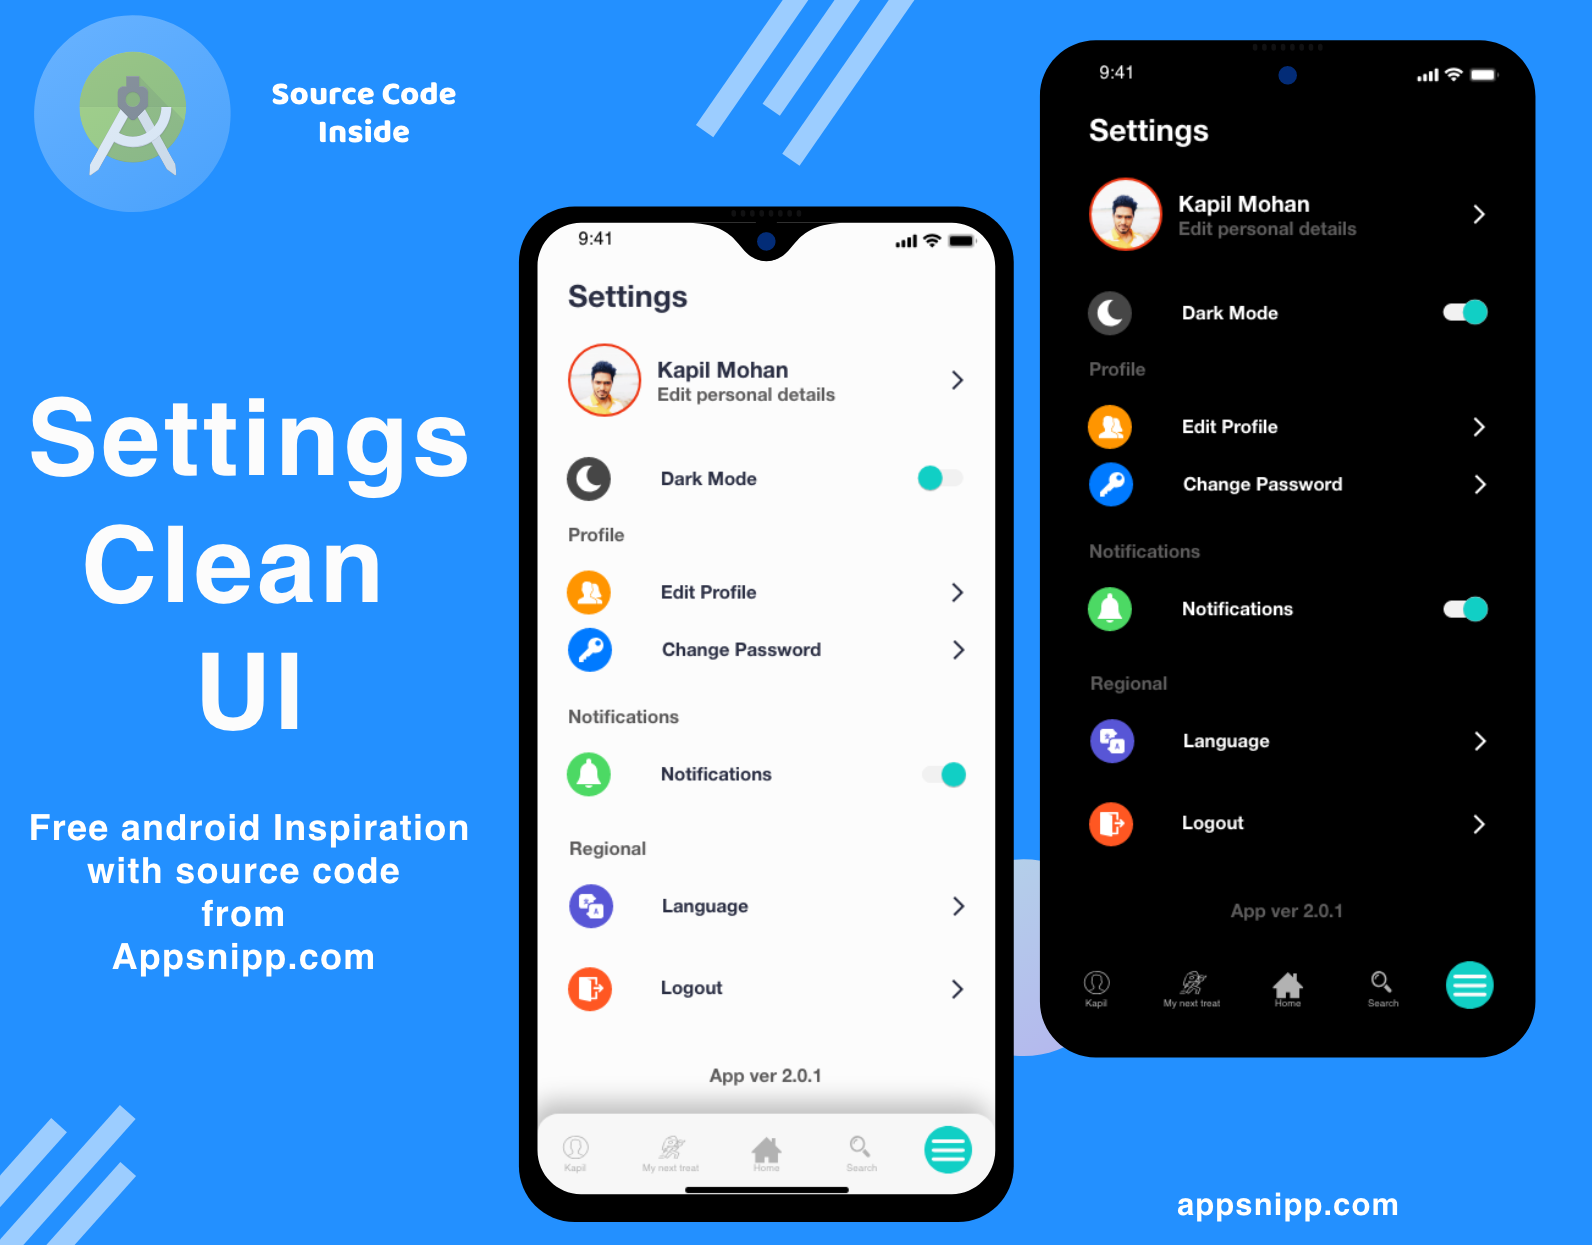 Source Code
Inside
Settings
Clean
UI
Free android Inspiration
with source code
from
Appsnipp.com
9:41
Settings
Kapil Mohan
Edit personal details
Dark Mode
Profile
Edit Profile
Change Password
Notifications
Notifications
Regional
Language
Logout
App ver 2.0.1
Kapil
My next treat
Home
Search
9:41
Settings
Kapil Mohan
Edit personal details
Dark Mode
Profile
Edit Profile
Change Password
Notifications
Notifications
Regional
Language
Logout
App ver 2.0.1
Kapil
My next treat
Home
Search
appsnipp.com